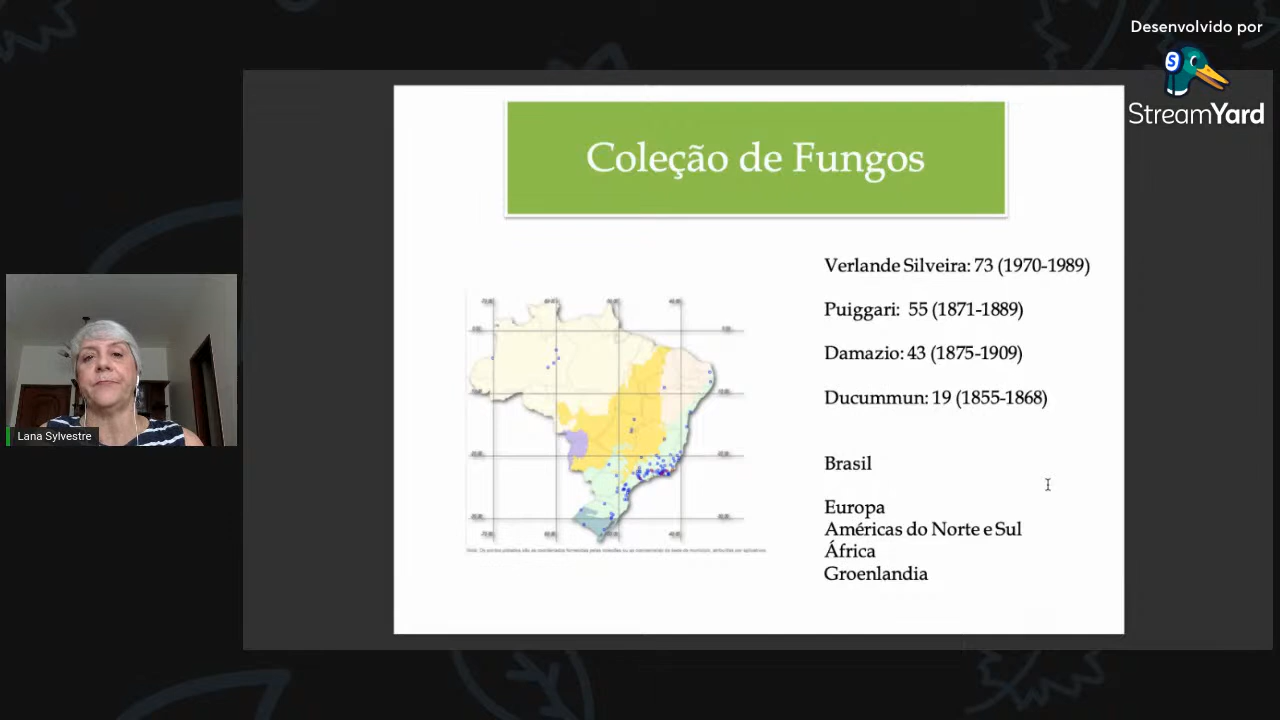 Desenvolvido por
StreamYard
Coleção de Fungos
Verlande Silveira: 73 (1970-1989)
Puiggari: 55 (1871-1889)
Damazio: 43 (1875-1909)
Ducummun: 19 (1855-1868)
Brasil
Europa
Américas do Norte e Sul
África
Groenlandia
Lana Sylvestre